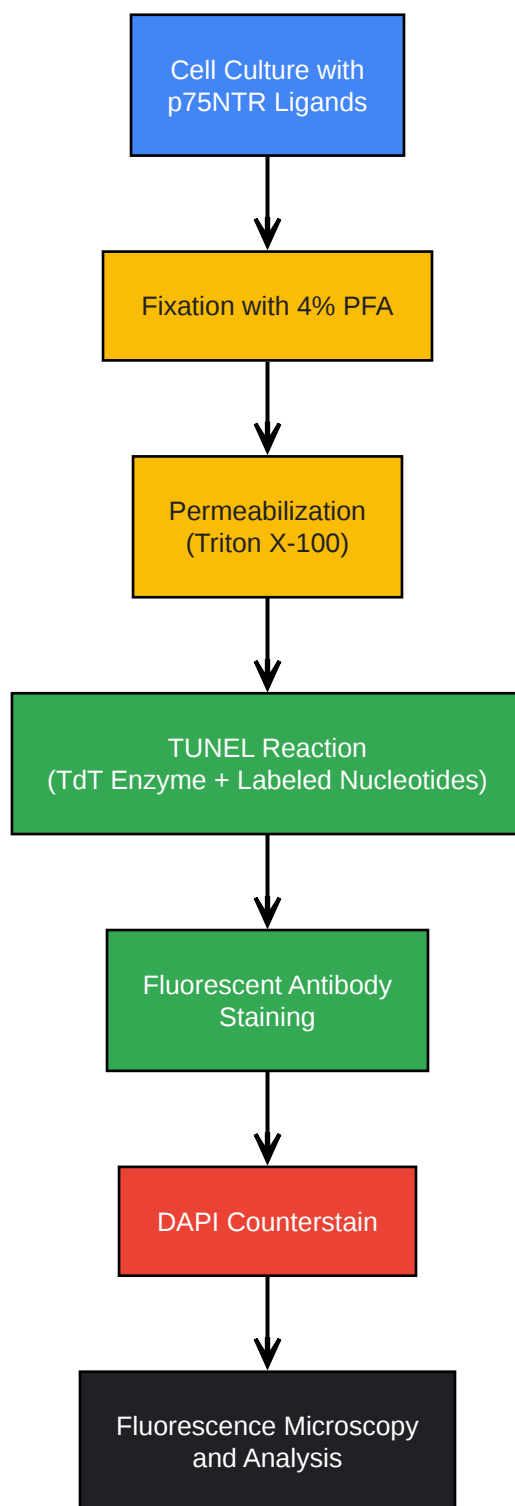 Cell Culture with
p75NTR Ligands
Fixation with 4% PFA
Permeabilization
(Triton X-100)
TUNEL Reaction
(TdT Enzyme + Labeled Nucleotides)
Fluorescent Antibody
Staining
DAPI Counterstain
Fluorescence Microscopy
and Analysis